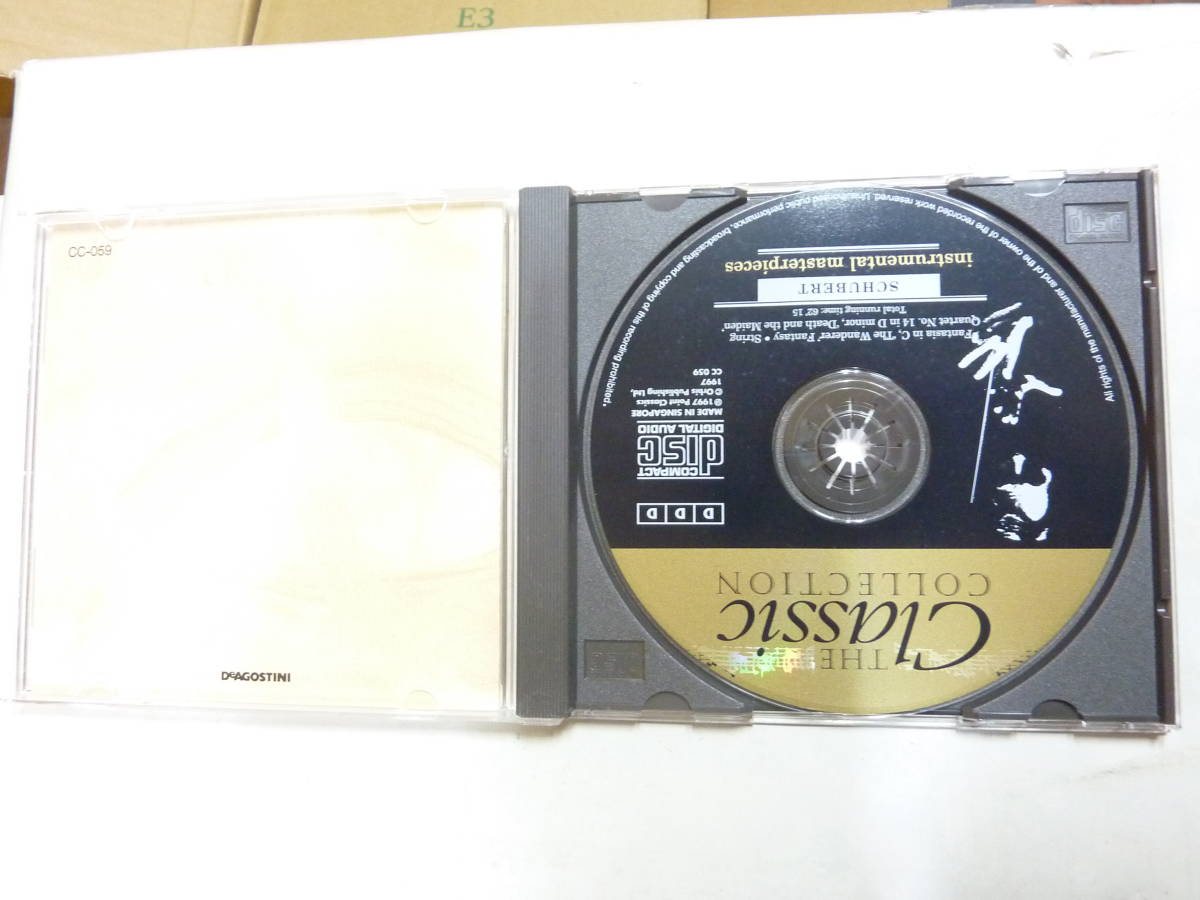 E3
CC-059
DeAGOSTINI
THE
Classic
COLLECTION
D D D
COMPACT
disc
DIGITAL AUDIO
MADE IN SINGAPORE
℗ 1997 Point Classics
© Orbis Publishing Ltd,
1997
CC 059
Fantasia in C, 'The Wanderer Fantasy' • String
Quartet No. 14 in D minor, 'Death and the Maiden'
Total running time: 62'15
SCHUBERT
instrumental masterpieces
All rights of the manufacturer and of the owner of the recorded work reserved. Unauthorized public performance, broadcasting and copying of this recording prohibited.
disc